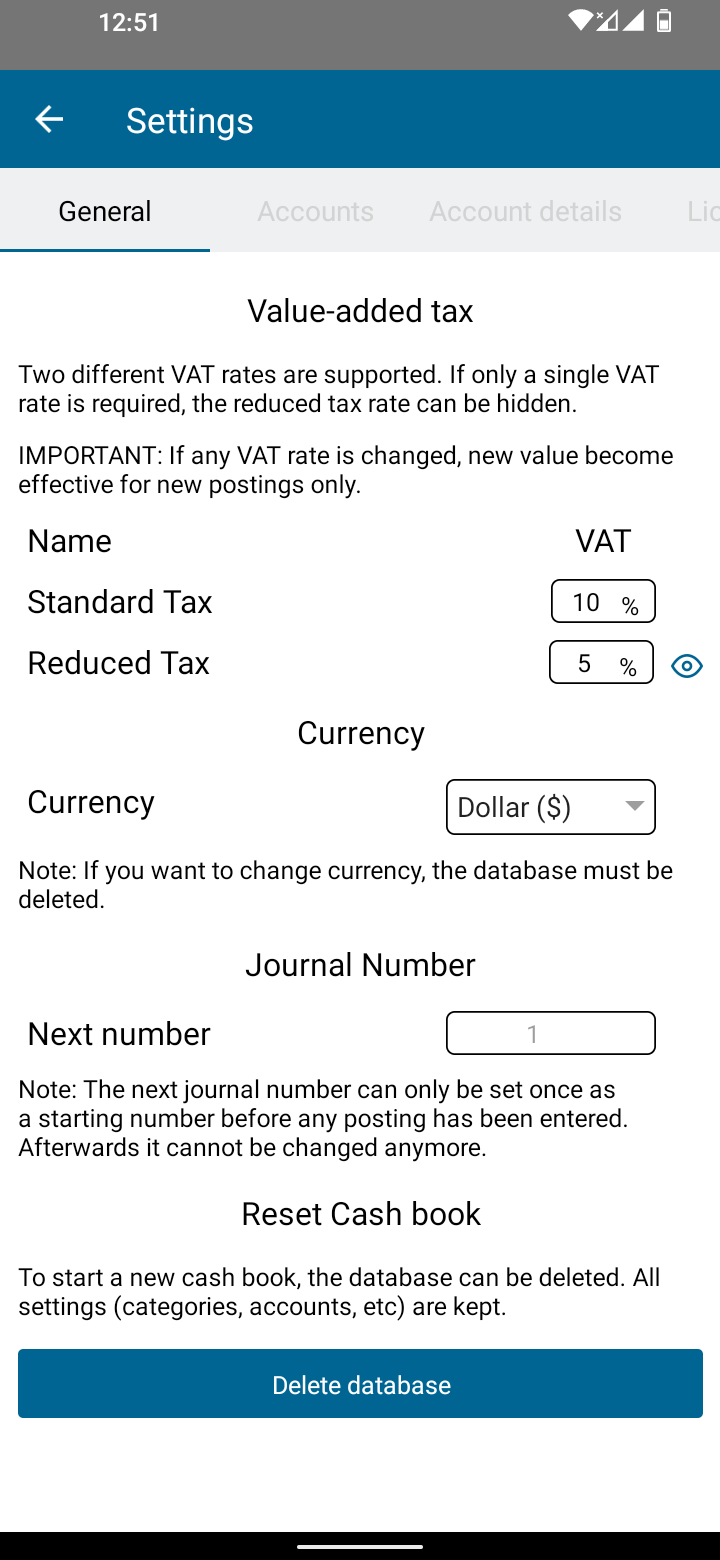 12:51
Settings
General Accounts Account details Lic
Value-added tax
Two different VAT rates are supported. If only a single VAT
rate is required, the reduced tax rate can be hidden.
IMPORTANT: If any VAT rate is changed, new value become
effective for new postings only.
Name VAT
Standard Tax 10 %
Reduced Tax 5 %
Currency
Currency Dollar ($)
Note: If you want to change currency, the database must be
deleted.
Journal Number
Next number 1
Note: The next journal number can only be set once as
a starting number before any posting has been entered.
Afterwards it cannot be changed anymore.
Reset Cash book
To start a new cash book, the database can be deleted. All
settings (categories, accounts, etc) are kept.
Delete database